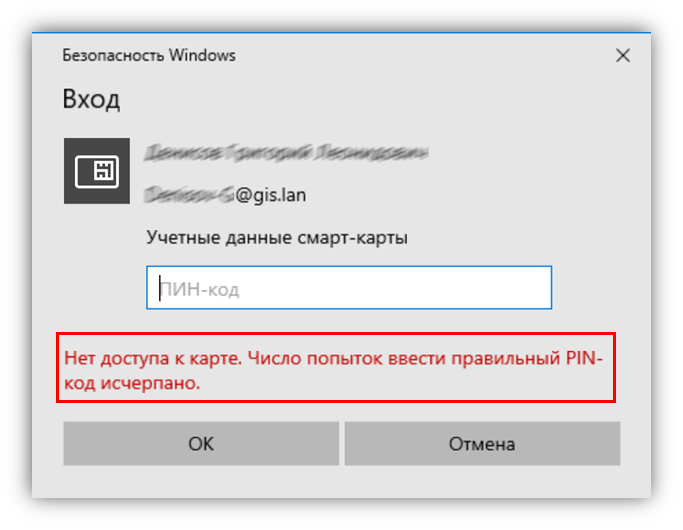 Безопасность Windows
Вход
@gis.lan
Учетные данные смарт-карты
ПИН-код
Нет доступа к карте. Число попыток ввести правильный PIN-
код исчерпано.
ОК
Отмена